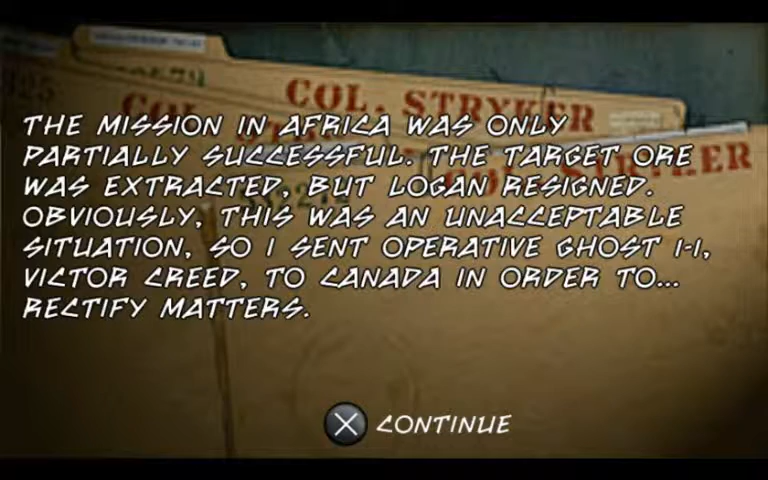 COL. STRYKER
THE MISSION IN AFRICA WAS ONLY
PARTIALLY SUCCESSFUL. THE TARGET ORE
WAS EXTRACTED, BUT LOGAN RESIGNED.
OBVIOUSLY, THIS WAS AN UNACCEPTABLE
SITUATION, SO I SENT OPERATIVE GHOST 1-1,
VICTOR CREED, TO CANADA IN ORDER TO...
RECTIFY MATTERS.
CONTINUE